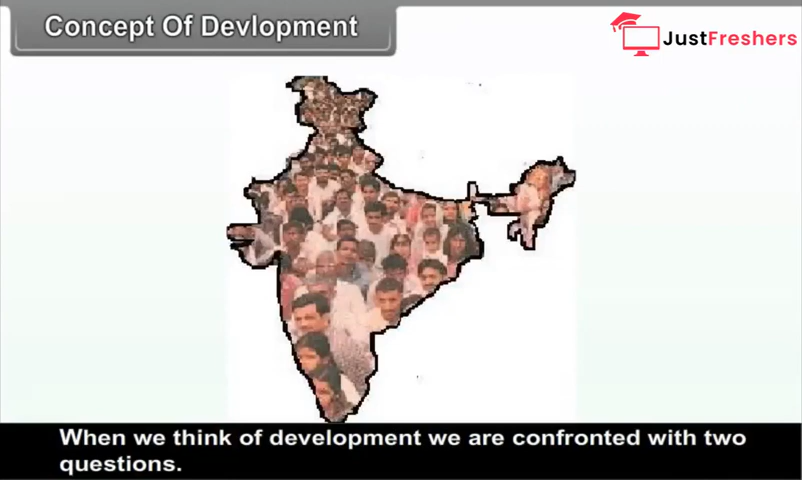 Concept Of Devlopment
JustFreshers
When we think of development we are confronted with two
questions.